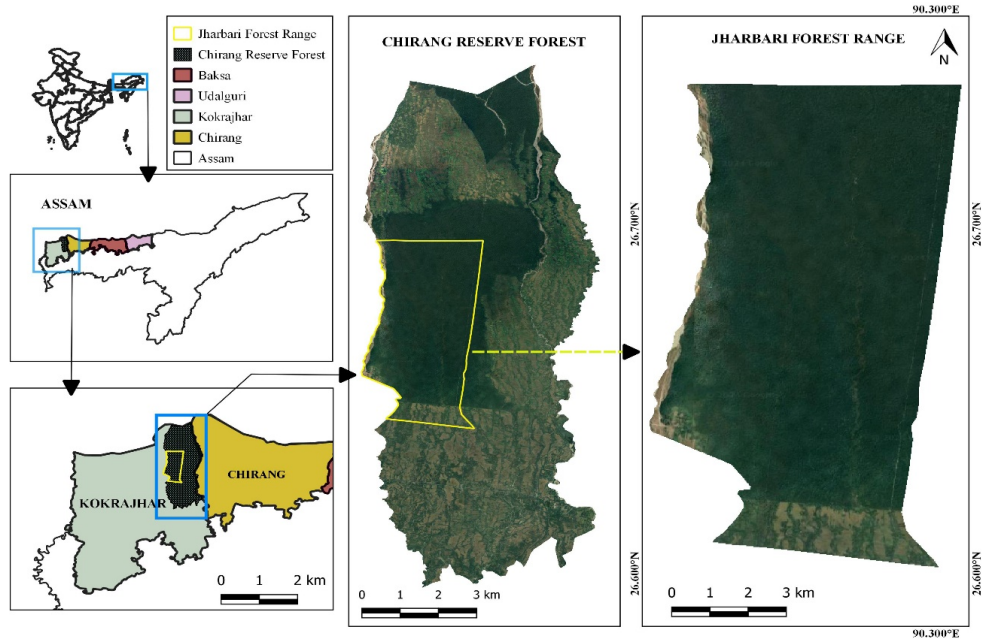 90.300°E
Jharbari Forest Range
Chirang Reserve Forest
Baksa
Udalguri
Kokrajhar
Chirang
Assam
ASSAM
KOKRAJHAR
CHIRANG
0 1 2 km
CHIRANG RESERVE FOREST
0 1 2 3 km
26.700°N
26.600°N
JHARBARI FOREST RANGE
N
0 1 2 3 km
26.700°N
26.600°N
90.300°E